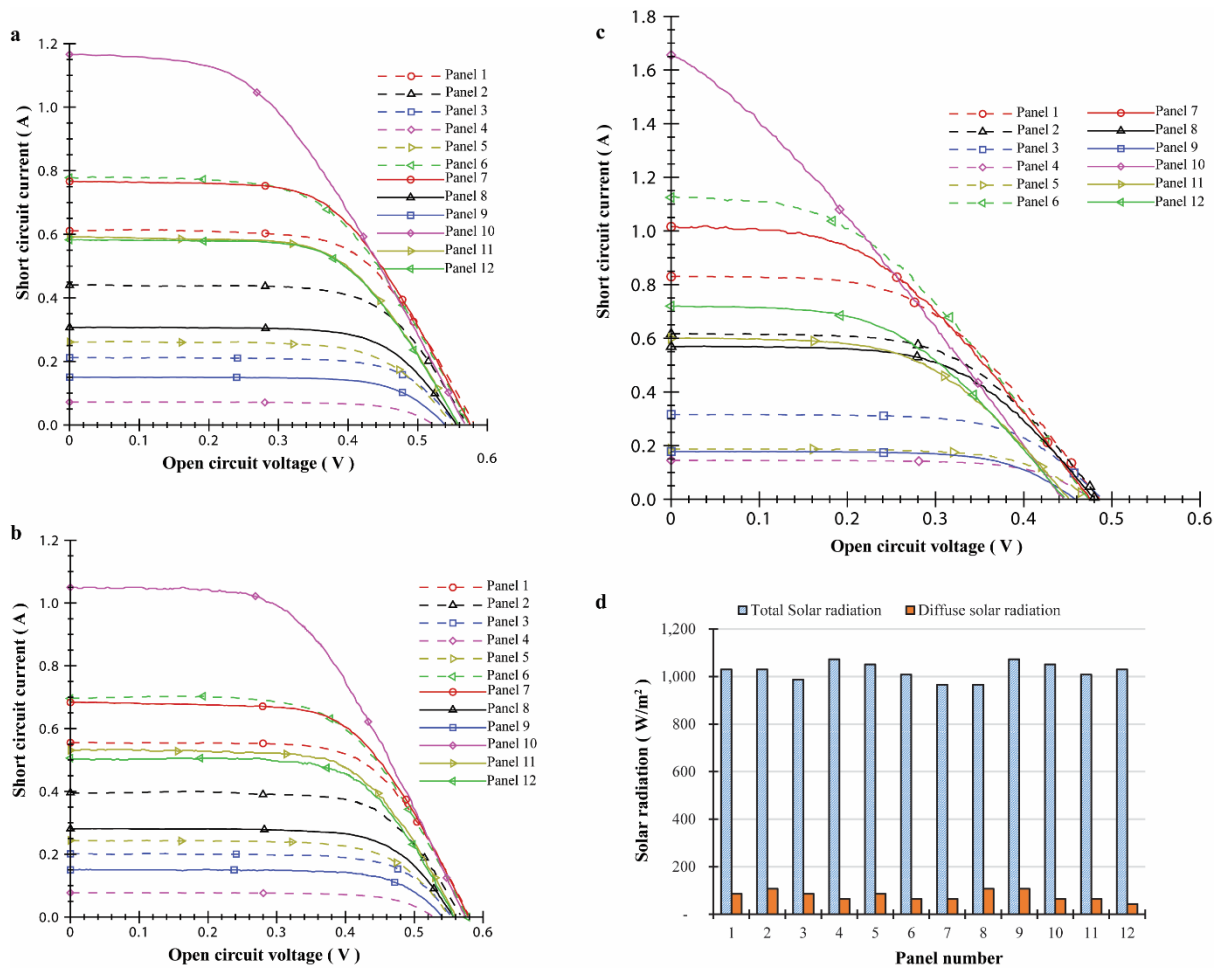 a
1.2
1.0
0.8
0.6
0.4
0.2
0.0
0 0.1 0.2 0.3 0.4 0.5
0.6
Short circuit current ( A )
Open circuit voltage ( V )
Panel 1
Panel 2
Panel 3
Panel 4
Panel 5
Panel 6
Panel 7
Panel 8
Panel 9
Panel 10
Panel 11
Panel 12
b
1.2
1.0
0.8
0.6
0.4
0.2
0.0
0 0.1 0.2 0.3 0.4 0.5 0.6
Short circuit current ( A )
Open circuit voltage ( V )
Panel 1
Panel 2
Panel 3
Panel 4
Panel 5
Panel 6
Panel 7
Panel 8
Panel 9
Panel 10
Panel 11
Panel 12
c
1.8
1.6
1.4
1.2
1.0
0.8
0.6
0.4
0.2
0.0
0 0.1 0.2 0.3 0.4 0.5 0.6
Short circuit current ( A )
Open circuit voltage ( V )
Panel 1 Panel 7
Panel 2 Panel 8
Panel 3 Panel 9
Panel 4 Panel 10
Panel 5 Panel 11
Panel 6 Panel 12
d
Total Solar radiation Diffuse solar radiation
1,200
1,000
800
600
400
200
-
1 2 3 4 5 6 7 8 9 10 11 12
Solar radiation ( W/m² )
Panel number